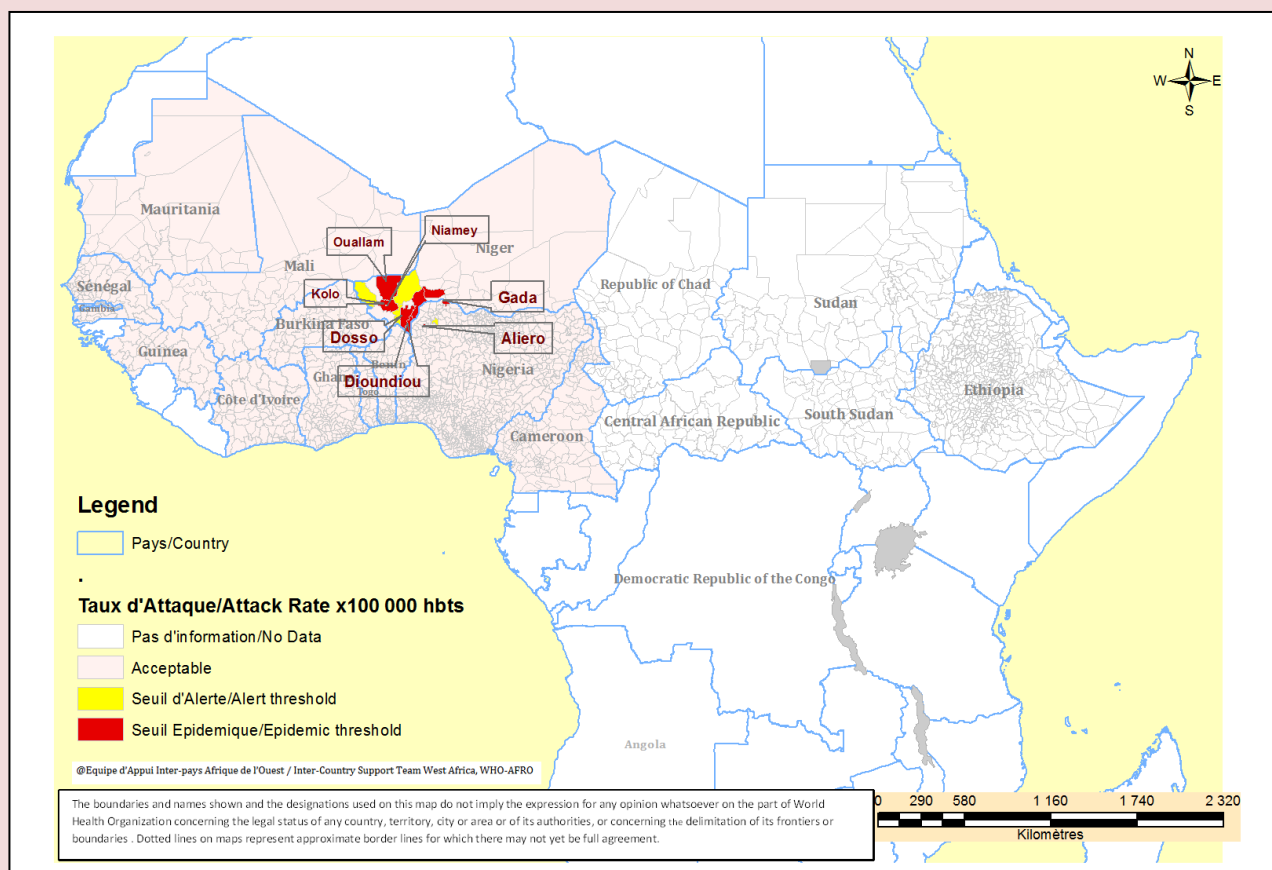 N
W E
S
Mauritania
Niamey
Ouallam
Niger
Mali
Sénégal
Gambia
Kolo
Gada
Republic of Chad
Sudan
Burkina Faso
Dosso
Aliero
Guinea
Benin
Ghana
Togo
Dioundiou
Nigeria
Côte d'Ivoire
Ethiopia
Central African Republic
South Sudan
Cameroon
Legend
Pays/Country
.
Taux d'Attaque/Attack Rate x100 000 hbts
Pas d'information/No Data
Acceptable
Seuil d'Alerte/Alert threshold
Seuil Epidemique/Epidemic threshold
Democratic Republic of the Congo
Angola
@Equipe d'Appui Inter-pays Afrique de l'Ouest / Inter-Country Support Team West Africa, WHO-AFRO
The boundaries and names shown and the designations used on this map do not imply the expression for any opinion whatsoever on the part of World
Health Organization concerning the legal status of any country, territory, city or area or of its authorities, or concerning the delimitation of its frontiers or
boundaries . Dotted lines on maps represent approximate border lines for which there may not yet be full agreement.
0 290 580 1 160 1 740 2 320
Kilomètres